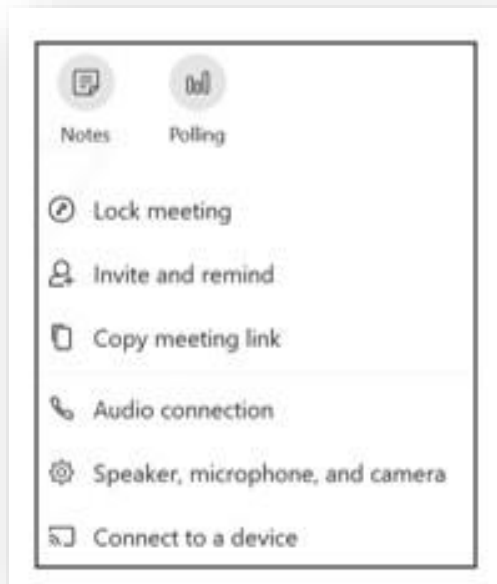 Notes Polling
Lock meeting
Invite and remind
Copy meeting link
Audio connection
Speaker, microphone, and camera
Connect to a device